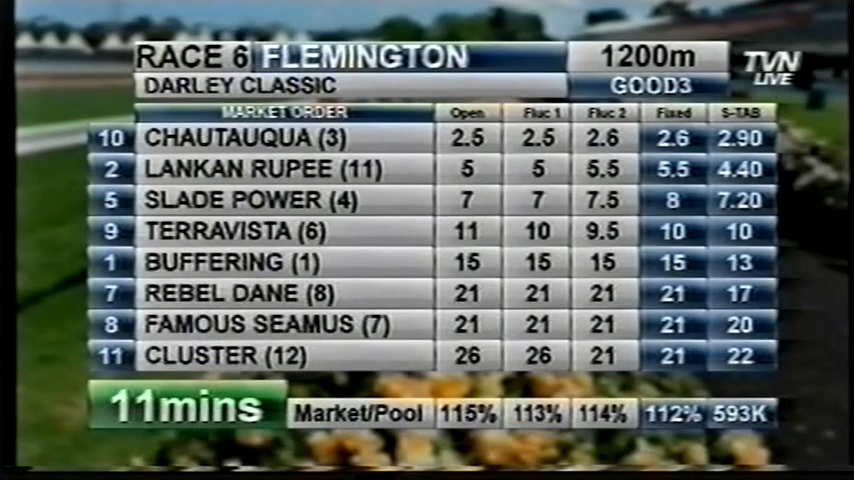 RACE 6 FLEMINGTON 1200m TVN
DARLEY CLASSIC GOOD3 LIVE
MARKET ORDER Open Fluc 1 Fluc 2 Fixed S-TAB
10 CHAUTAUQUA (3) 2.5 2.5 2.6 2.6 2.90
2 LANKAN RUPEE (11) 5 5 5.5 5.5 4.40
5 SLADE POWER (4) 7 7 7.5 8 7.20
9 TERRAVISTA (6) 11 10 9.5 10 10
1 BUFFERING (1) 15 15 15 15 13
7 REBEL DANE (8) 21 21 21 21 17
8 FAMOUS SEAMUS (7) 21 21 21 21 20
11 CLUSTER (12) 26 26 21 21 22
11mins Market/Pool 115% 113% 114% 112% 593K